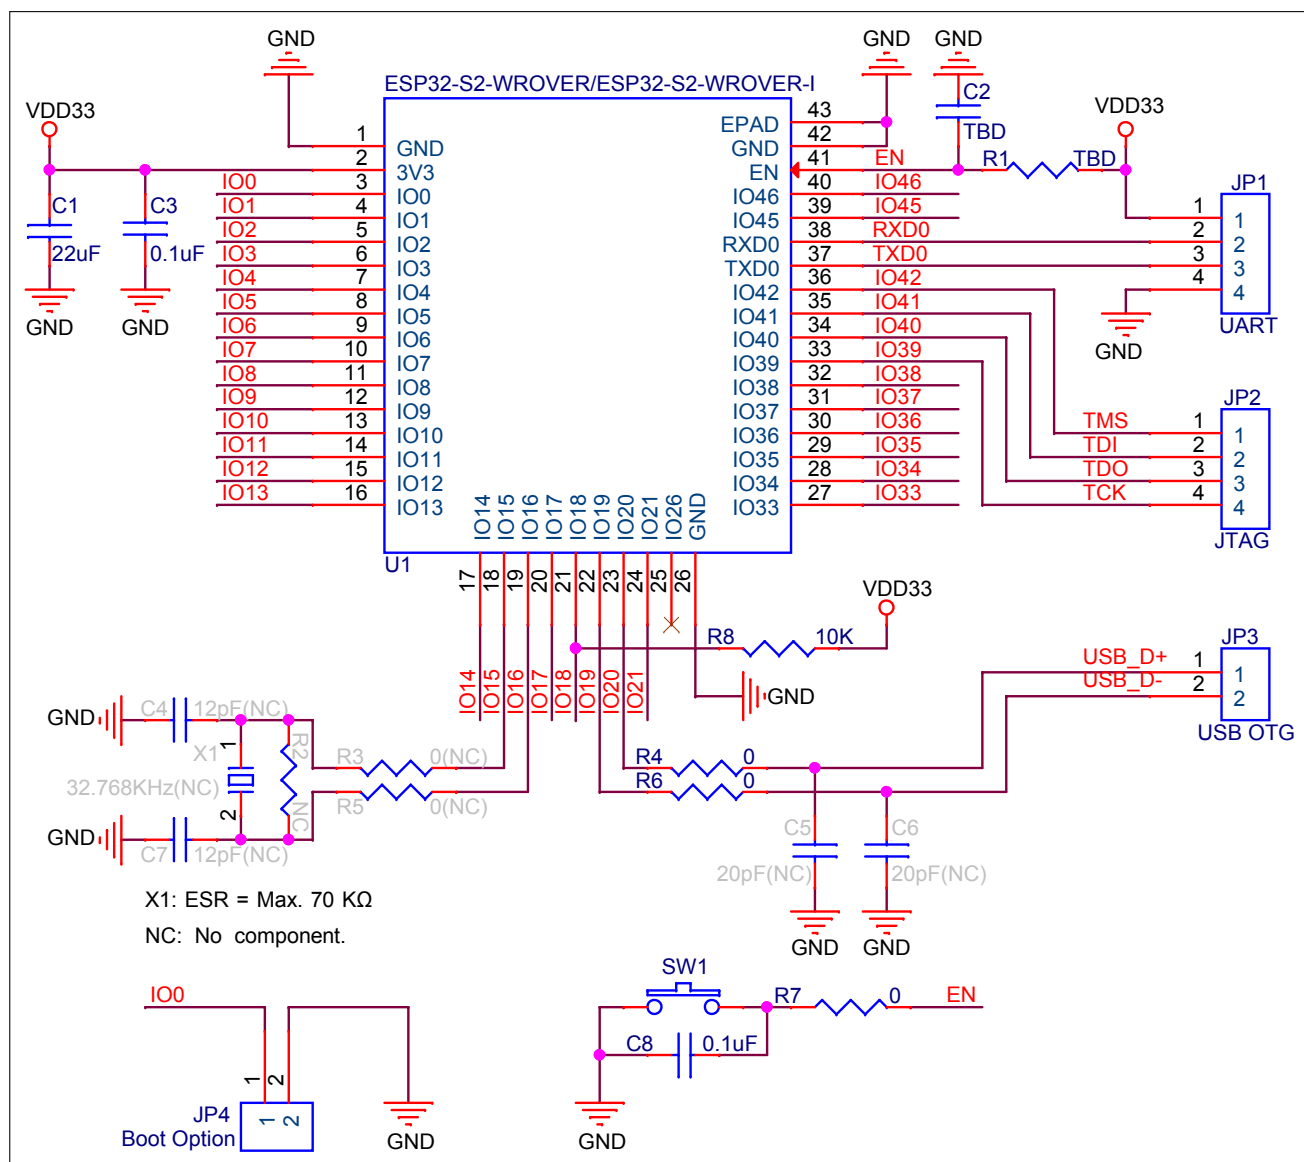 GND
GND
GND
ESP32-S2-WROVER/ESP32-S2-WROVER-I
VDD33
C2
TBD
VDD33
1 GND
2 3V3
IO0 3 IO0
IO1 4 IO1
IO2 5 IO2
IO3 6 IO3
IO4 7 IO4
IO5 8 IO5
IO6 9 IO6
IO7 10 IO7
IO8 11 IO8
IO9 12 IO9
IO10 13 IO10
IO11 14 IO11
IO12 15 IO12
IO13 16 IO13
C1
22uF
GND
C3
0.1uF
GND
EPAD 43
GND 42
EN 41 EN
IO46 40 IO46
IO45 39 IO45
RXD0 38 RXD0
TXD0 37 TXD0
IO42 36 IO42
IO41 35 IO41
IO40 34 IO40
IO39 33 IO39
IO38 32 IO38
IO37 31 IO37
IO36 30 IO36
IO35 29 IO35
IO34 28 IO34
IO33 27 IO33
R1 TBD
JP1
1 1
2 2
3 3
4 4
UART
GND
JP2
TMS 1 1
TDI 2 2
TDO 3 3
TCK 4 4
JTAG
IO14 17 IO14
IO15 18 IO15
IO16 19 IO16
IO17 20 IO17
IO18 21 IO18
IO19 22 IO19
IO20 23 IO20
IO21 24 IO21
IO26 25
GND 26
U1
VDD33
R8 10K
GND
JP3
USB_D+ 1 1
USB_D- 2 2
USB OTG
GND C4 12pF(NC)
X1 1
32.768KHz(NC)
2
R2 NC
R3 0(NC)
R5 0(NC)
GND C7 12pF(NC)
R4 0
R6 0
C5
20pF(NC)
GND
C6
20pF(NC)
GND
X1: ESR = Max. 70 KΩ
NC: No component.
IO0
1 2
1 2
JP4
Boot Option
GND
SW1
R7 0 EN
C8 0.1uF
GND